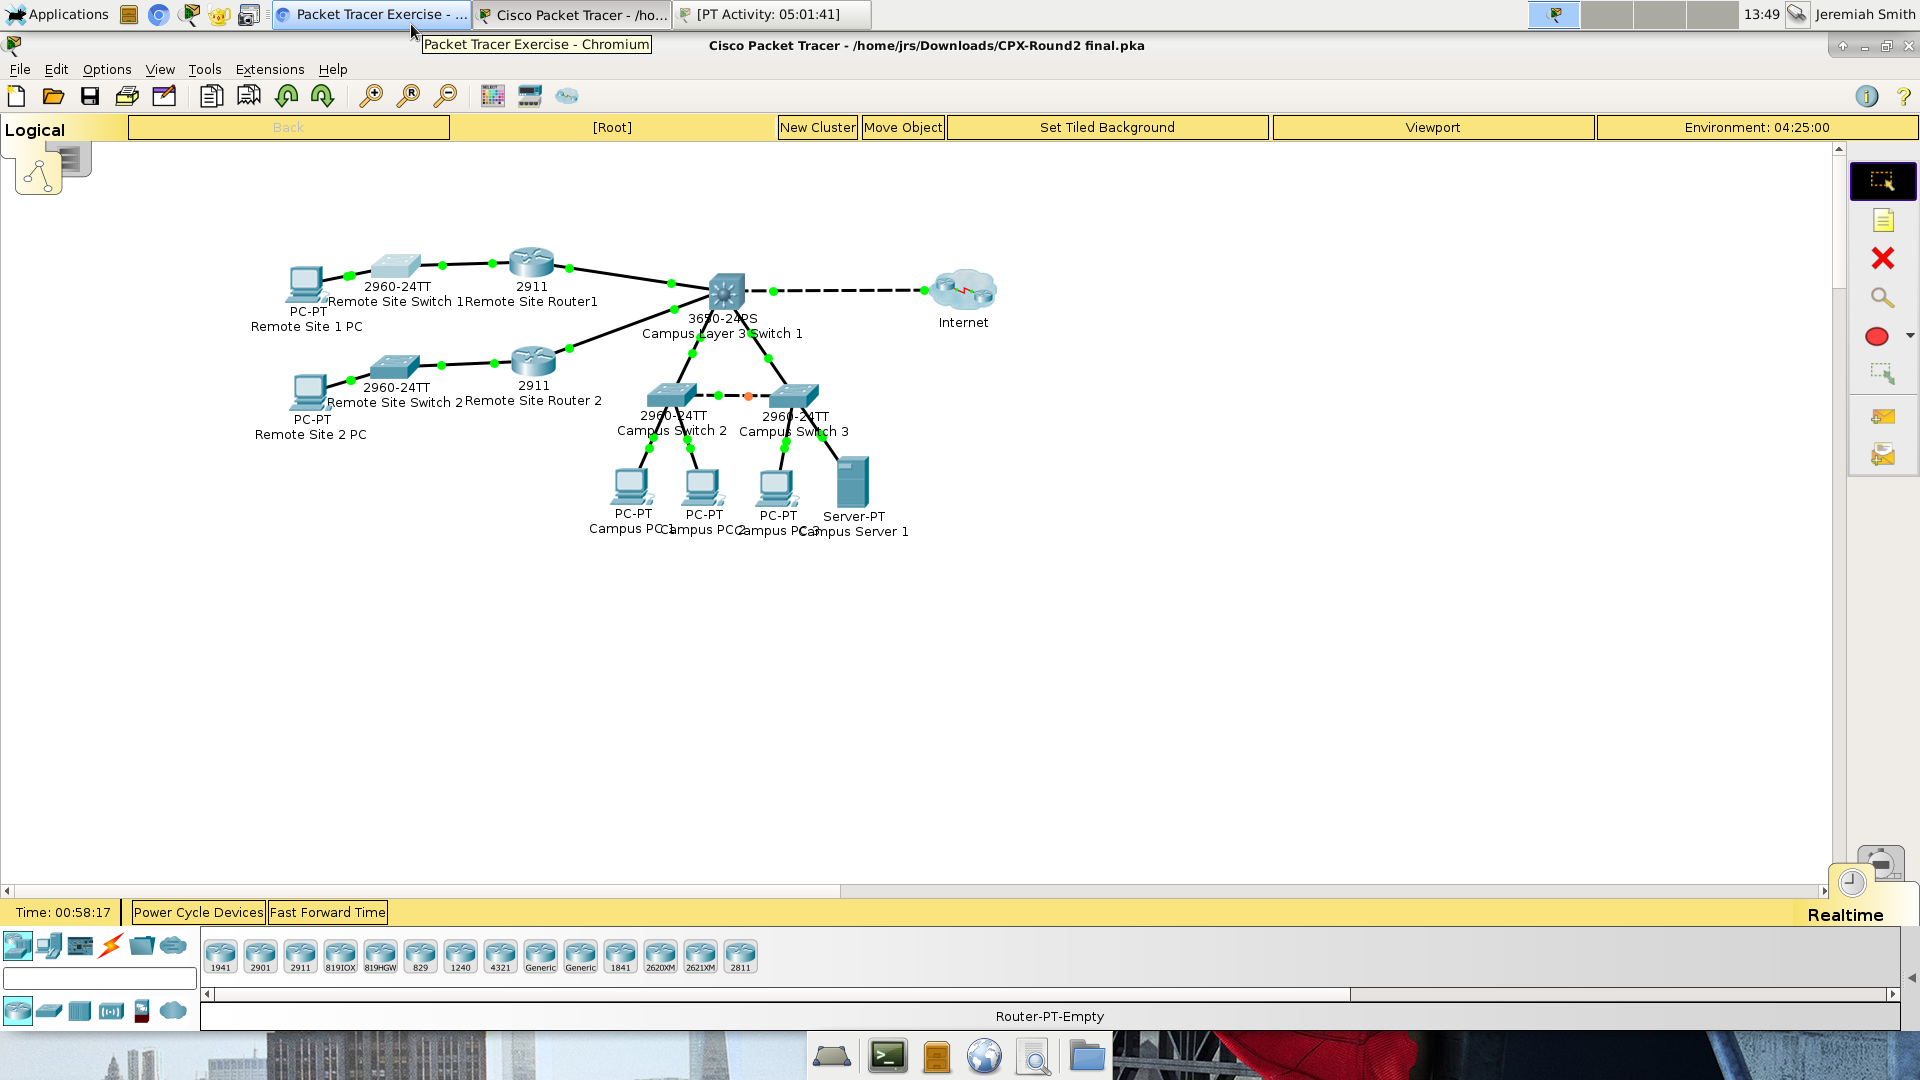 Applications
Packet Tracer Exercise - ...
Cisco Packet Tracer - /ho...
[PT Activity: 05:01:41]
13:49
Jeremiah Smith
Packet Tracer Exercise - Chromium
Cisco Packet Tracer - /home/jrs/Downloads/CPX-Round2 final.pka
File Edit Options View Tools Extensions Help
Logical
Back
[Root]
New Cluster
Move Object
Set Tiled Background
Viewport
Environment: 04:25:00
2960-24TT
Remote Site Switch 1
2911
Remote Site Router1
PC-PT
Remote Site 1 PC
3650-24PS
Campus Layer 3 Switch 1
Internet
2960-24TT
Remote Site Switch 2
2911
Remote Site Router 2
PC-PT
Remote Site 2 PC
2960-24TT
Campus Switch 2
2960-24TT
Campus Switch 3
PC-PT
Campus PC 1
PC-PT
Campus PC 2
PC-PT
Campus PC 3
Server-PT
Campus Server 1
Time: 00:58:17
Power Cycle Devices
Fast Forward Time
Realtime
1941
2901
2911
819IOX
819HGW
829
1240
4321
Generic
Generic
1841
2620XM
2621XM
2811
Router-PT-Empty